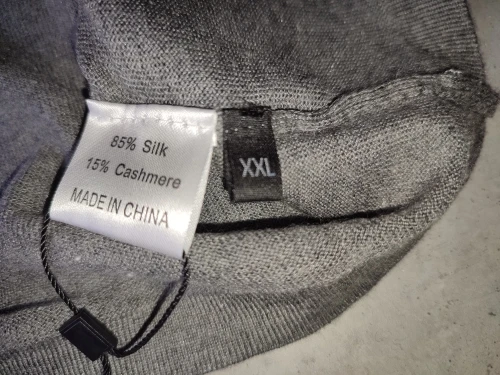 85% Silk
15% Cashmere
MADE IN CHINA
XXL